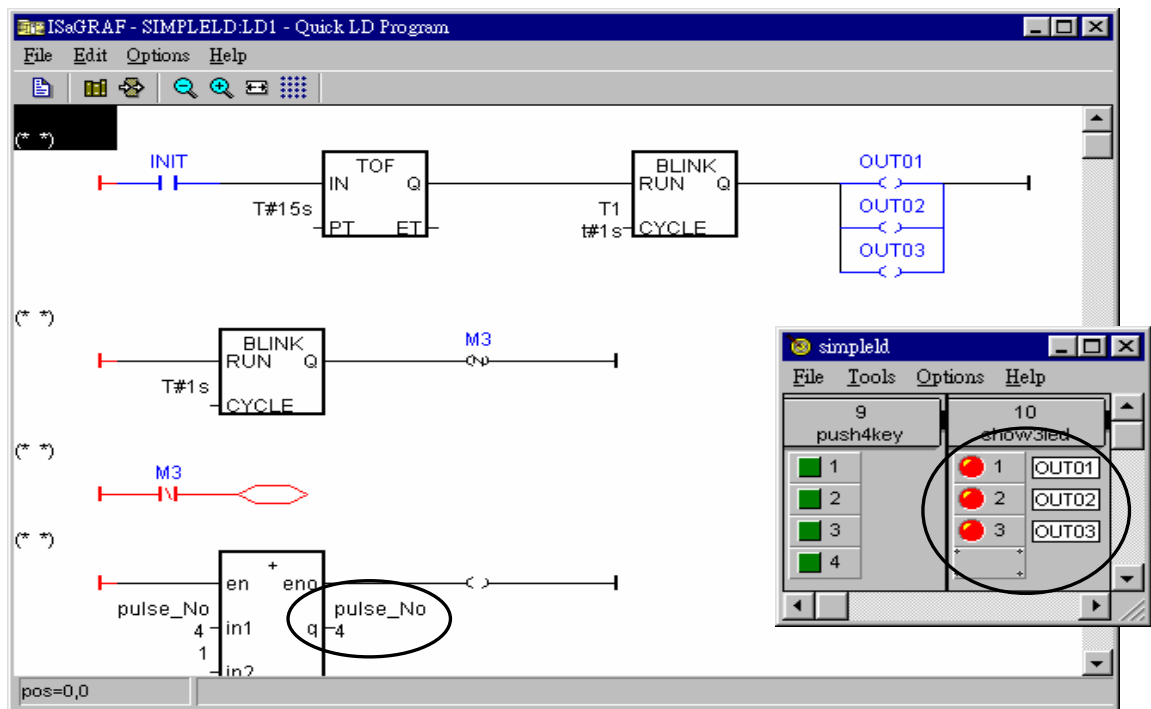 ISaGRAF - SIMPLELD:LD1 - Quick LD Program
File Edit Options Help
(* *)
INIT
TOF
IN Q
T#15s
PT ET
BLINK
RUN Q
T1
t#1s
CYCLE
OUT01
OUT02
OUT03
(* *)
BLINK
RUN Q
T#1s
CYCLE
M3
(* *)
M3
(* *)
+
en eno
pulse_No
4 in1
1
in2
pulse_No
q 4
pos=0,0
simpleld
File Tools Options Help
9
push4key
10
show3led
1
2
3
4
1 OUT01
2 OUT02
3 OUT03